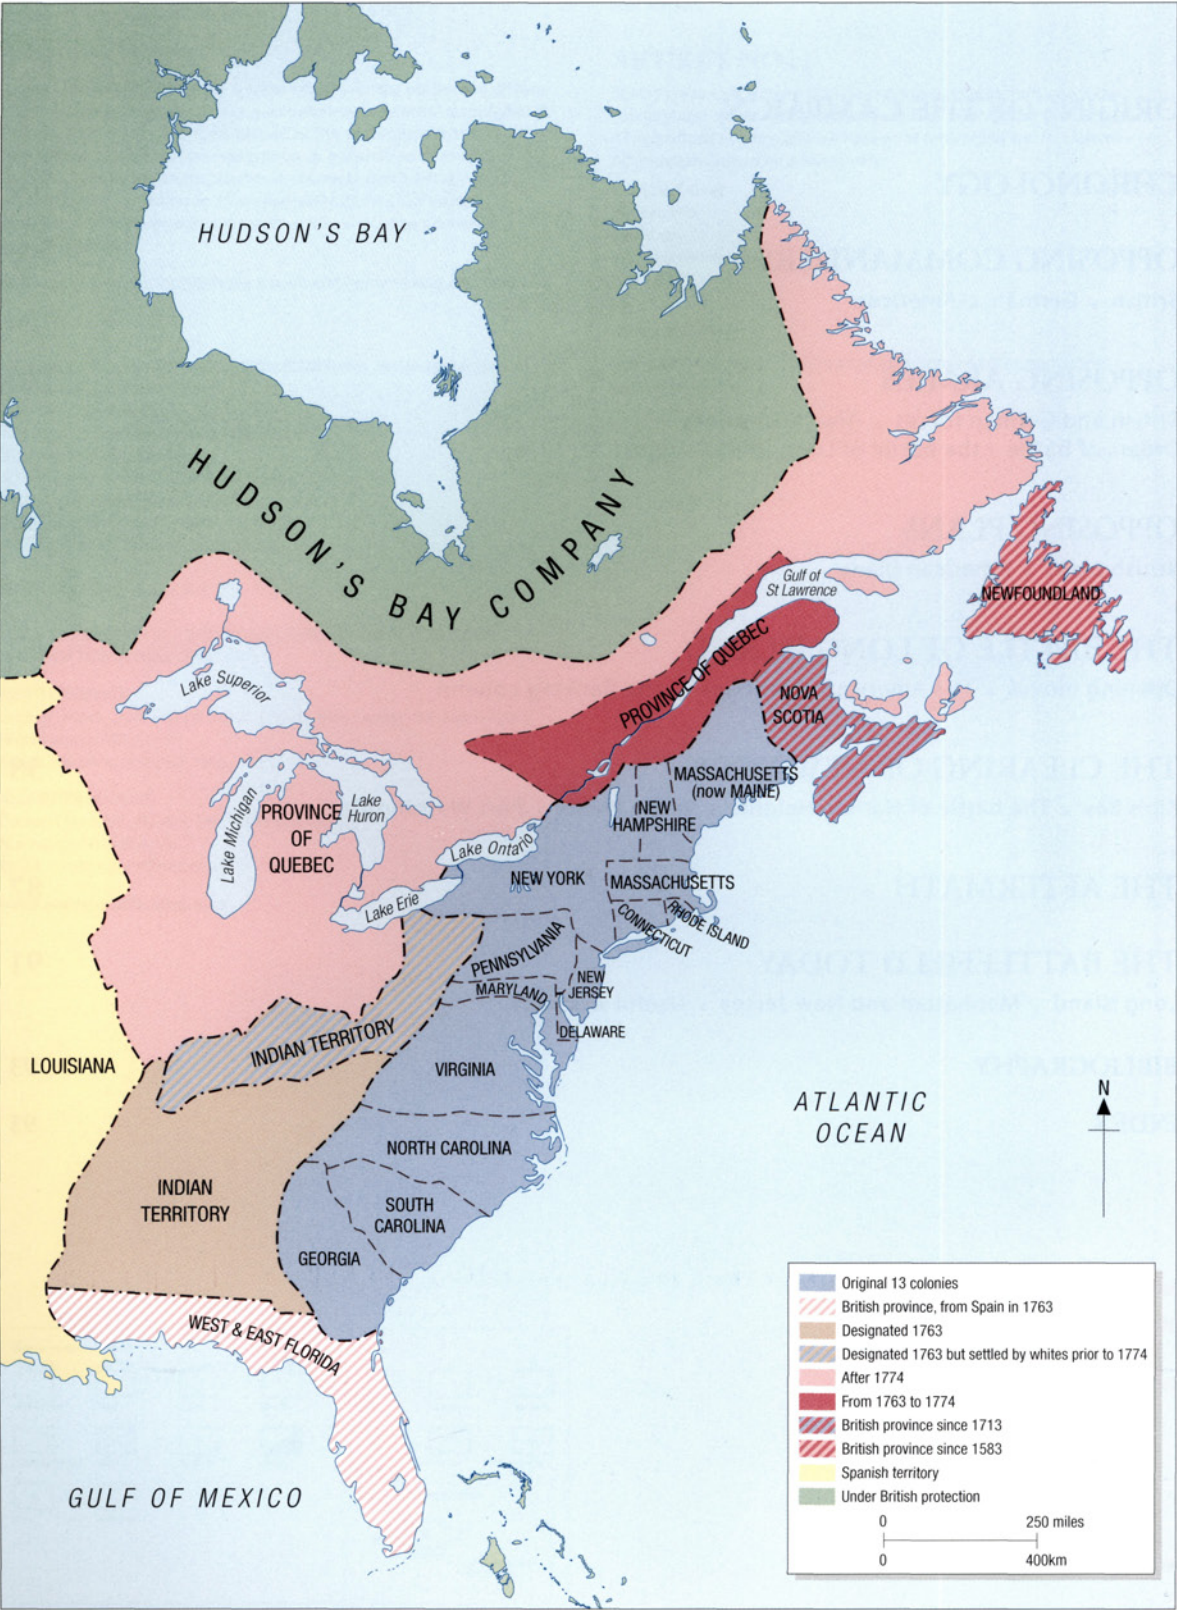 HUDSON'S BAY
HUDSON'S BAY COMPANY
Gulf of
St Lawrence
NEWFOUNDLAND
PROVINCE OF QUEBEC
NOVA
SCOTIA
Lake Superior
MASSACHUSETTS
(now MAINE)
Lake Michigan
PROVINCE
OF
QUEBEC
Lake
Huron
NEW
HAMPSHIRE
Lake Ontario
NEW YORK
MASSACHUSETTS
Lake Erie
CONNECTICUT
RHODE ISLAND
PENNSYLVANIA
MARYLAND
NEW
JERSEY
DELAWARE
INDIAN TERRITORY
LOUISIANA
VIRGINIA
ATLANTIC
OCEAN
N
NORTH CAROLINA
INDIAN
TERRITORY
SOUTH
CAROLINA
GEORGIA
WEST & EAST FLORIDA
GULF OF MEXICO
Original 13 colonies
British province, from Spain in 1763
Designated 1763
Designated 1763 but settled by whites prior to 1774
After 1774
From 1763 to 1774
British province since 1713
British province since 1583
Spanish territory
Under British protection
0 250 miles
0 400km